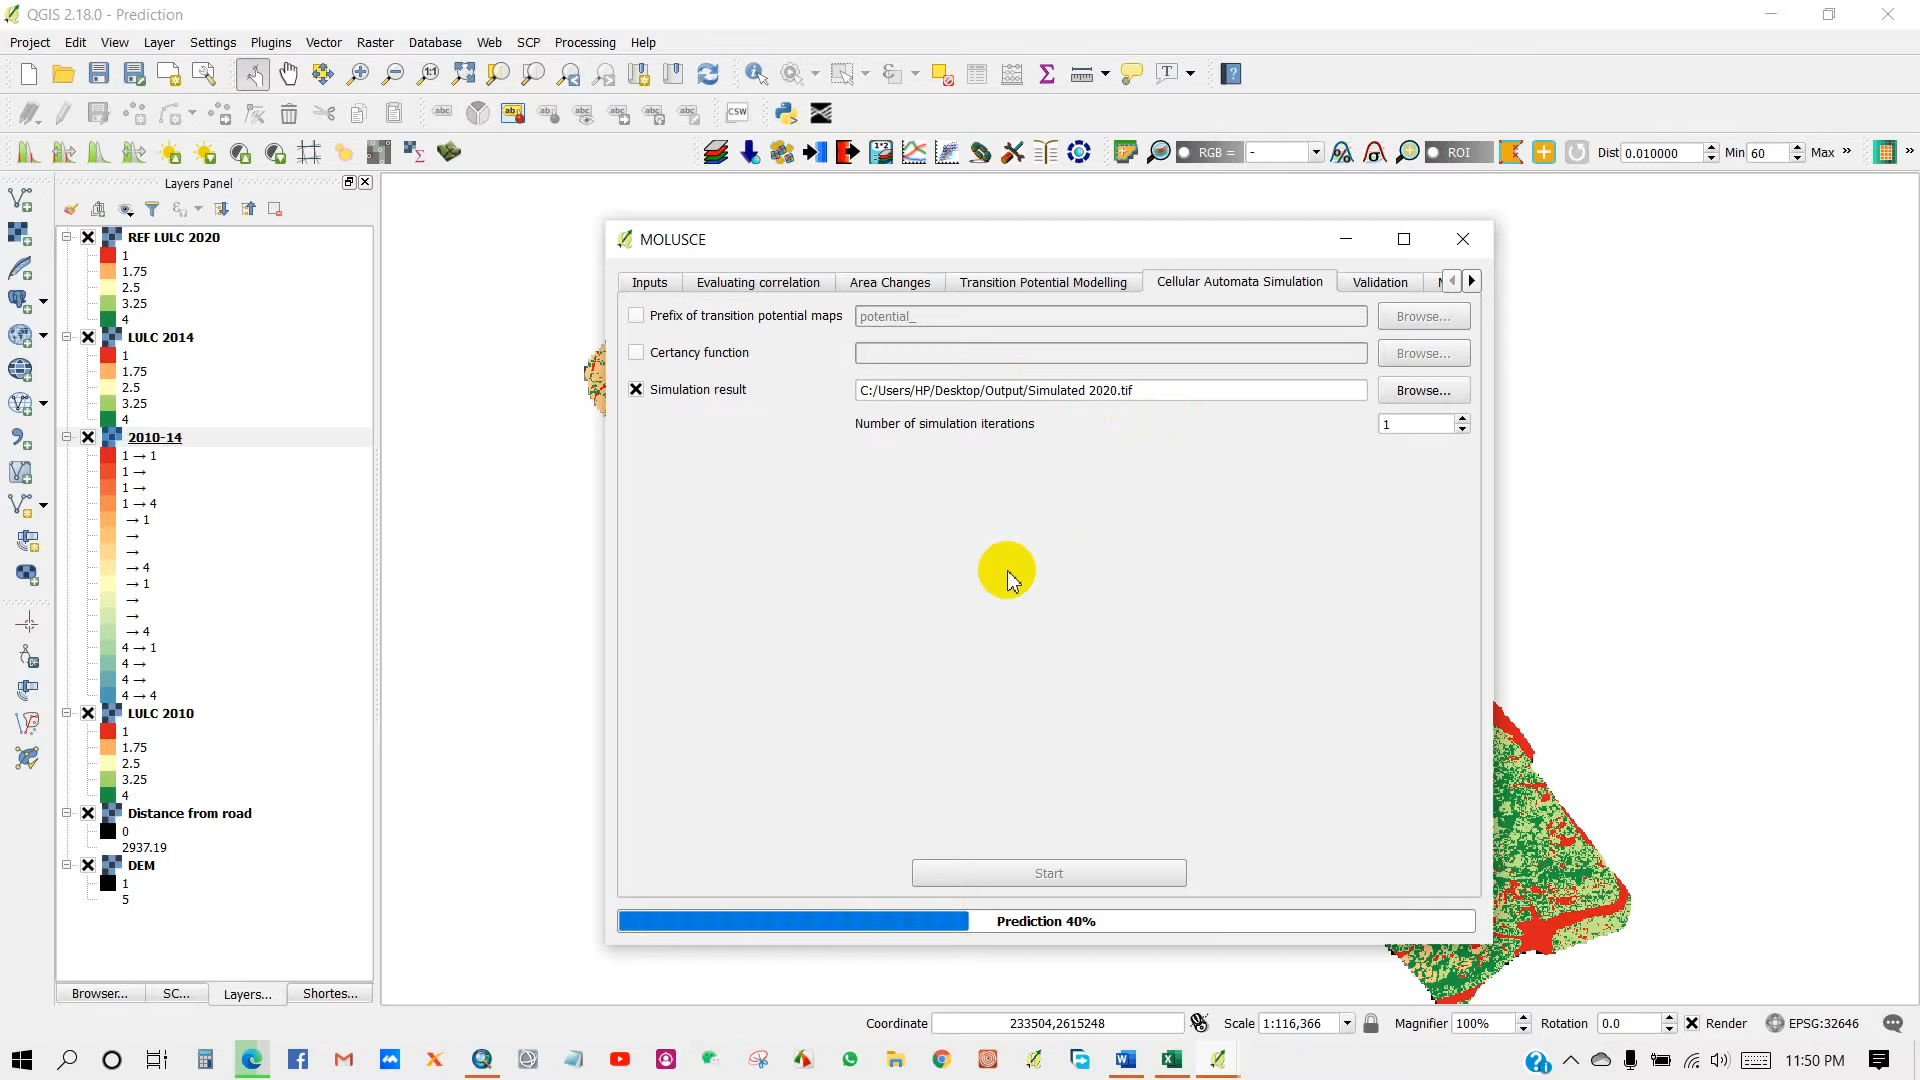 QGIS 2.18.0 - Prediction
Project Edit View Layer Settings Plugins Vector Raster Database Web SCP Processing Help
CSW
RGB = - ROI Dist 0.010000 Min 60 Max »
Layers Panel
REF LULC 2020
1
1.75
2.5
3.25
4
LULC 2014
1
1.75
2.5
3.25
4
2010-14
1 → 1
1 →
1 →
1 → 4
→ 1
→
→
→ 4
→ 1
→
→
→ 4
4 → 1
4 →
4 →
4 → 4
LULC 2010
1
1.75
2.5
3.25
4
Distance from road
0
2937.19
DEM
1
5
Browser... SC... Layers... Shortes...
MOLUSCE
Inputs Evaluating correlation Area Changes Transition Potential Modelling Cellular Automata Simulation Validation
Prefix of transition potential maps potential_ Browse...
Certancy function Browse...
Simulation result C:/Users/HP/Desktop/Output/Simulated 2020.tif Browse...
Number of simulation iterations 1
Start
Prediction 40%
Coordinate 233504,2615248 Scale 1:116,366 Magnifier 100% Rotation 0.0 Render EPSG:32646
11:50 PM